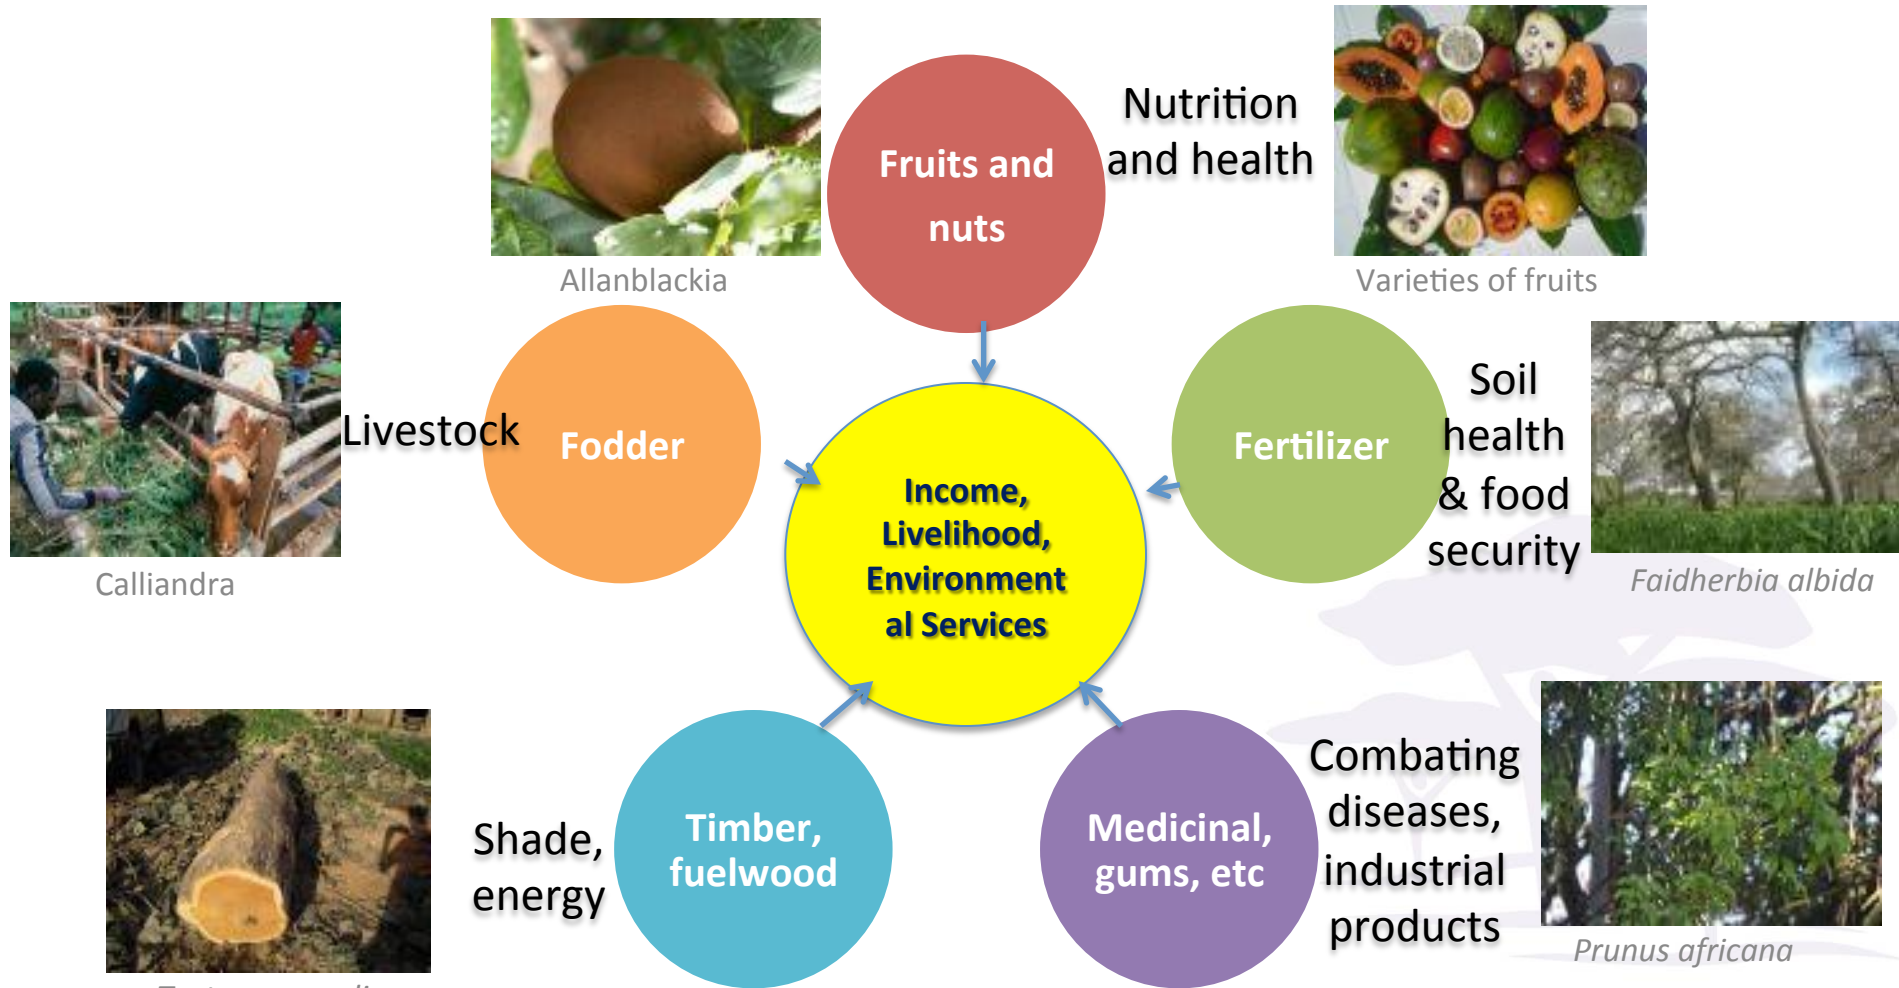 Fruits and
nuts
Nutrition
and health
Allanblackia
Varieties of fruits
Livestock
Fodder
Calliandra
Fertilizer
Soil
health
& food
security
Faidherbia albida
Income,
Livelihood,
Environment
al Services
Shade,
energy
Timber,
fuelwood
Medicinal,
gums, etc
Combating
diseases,
industrial
products
Prunus africana